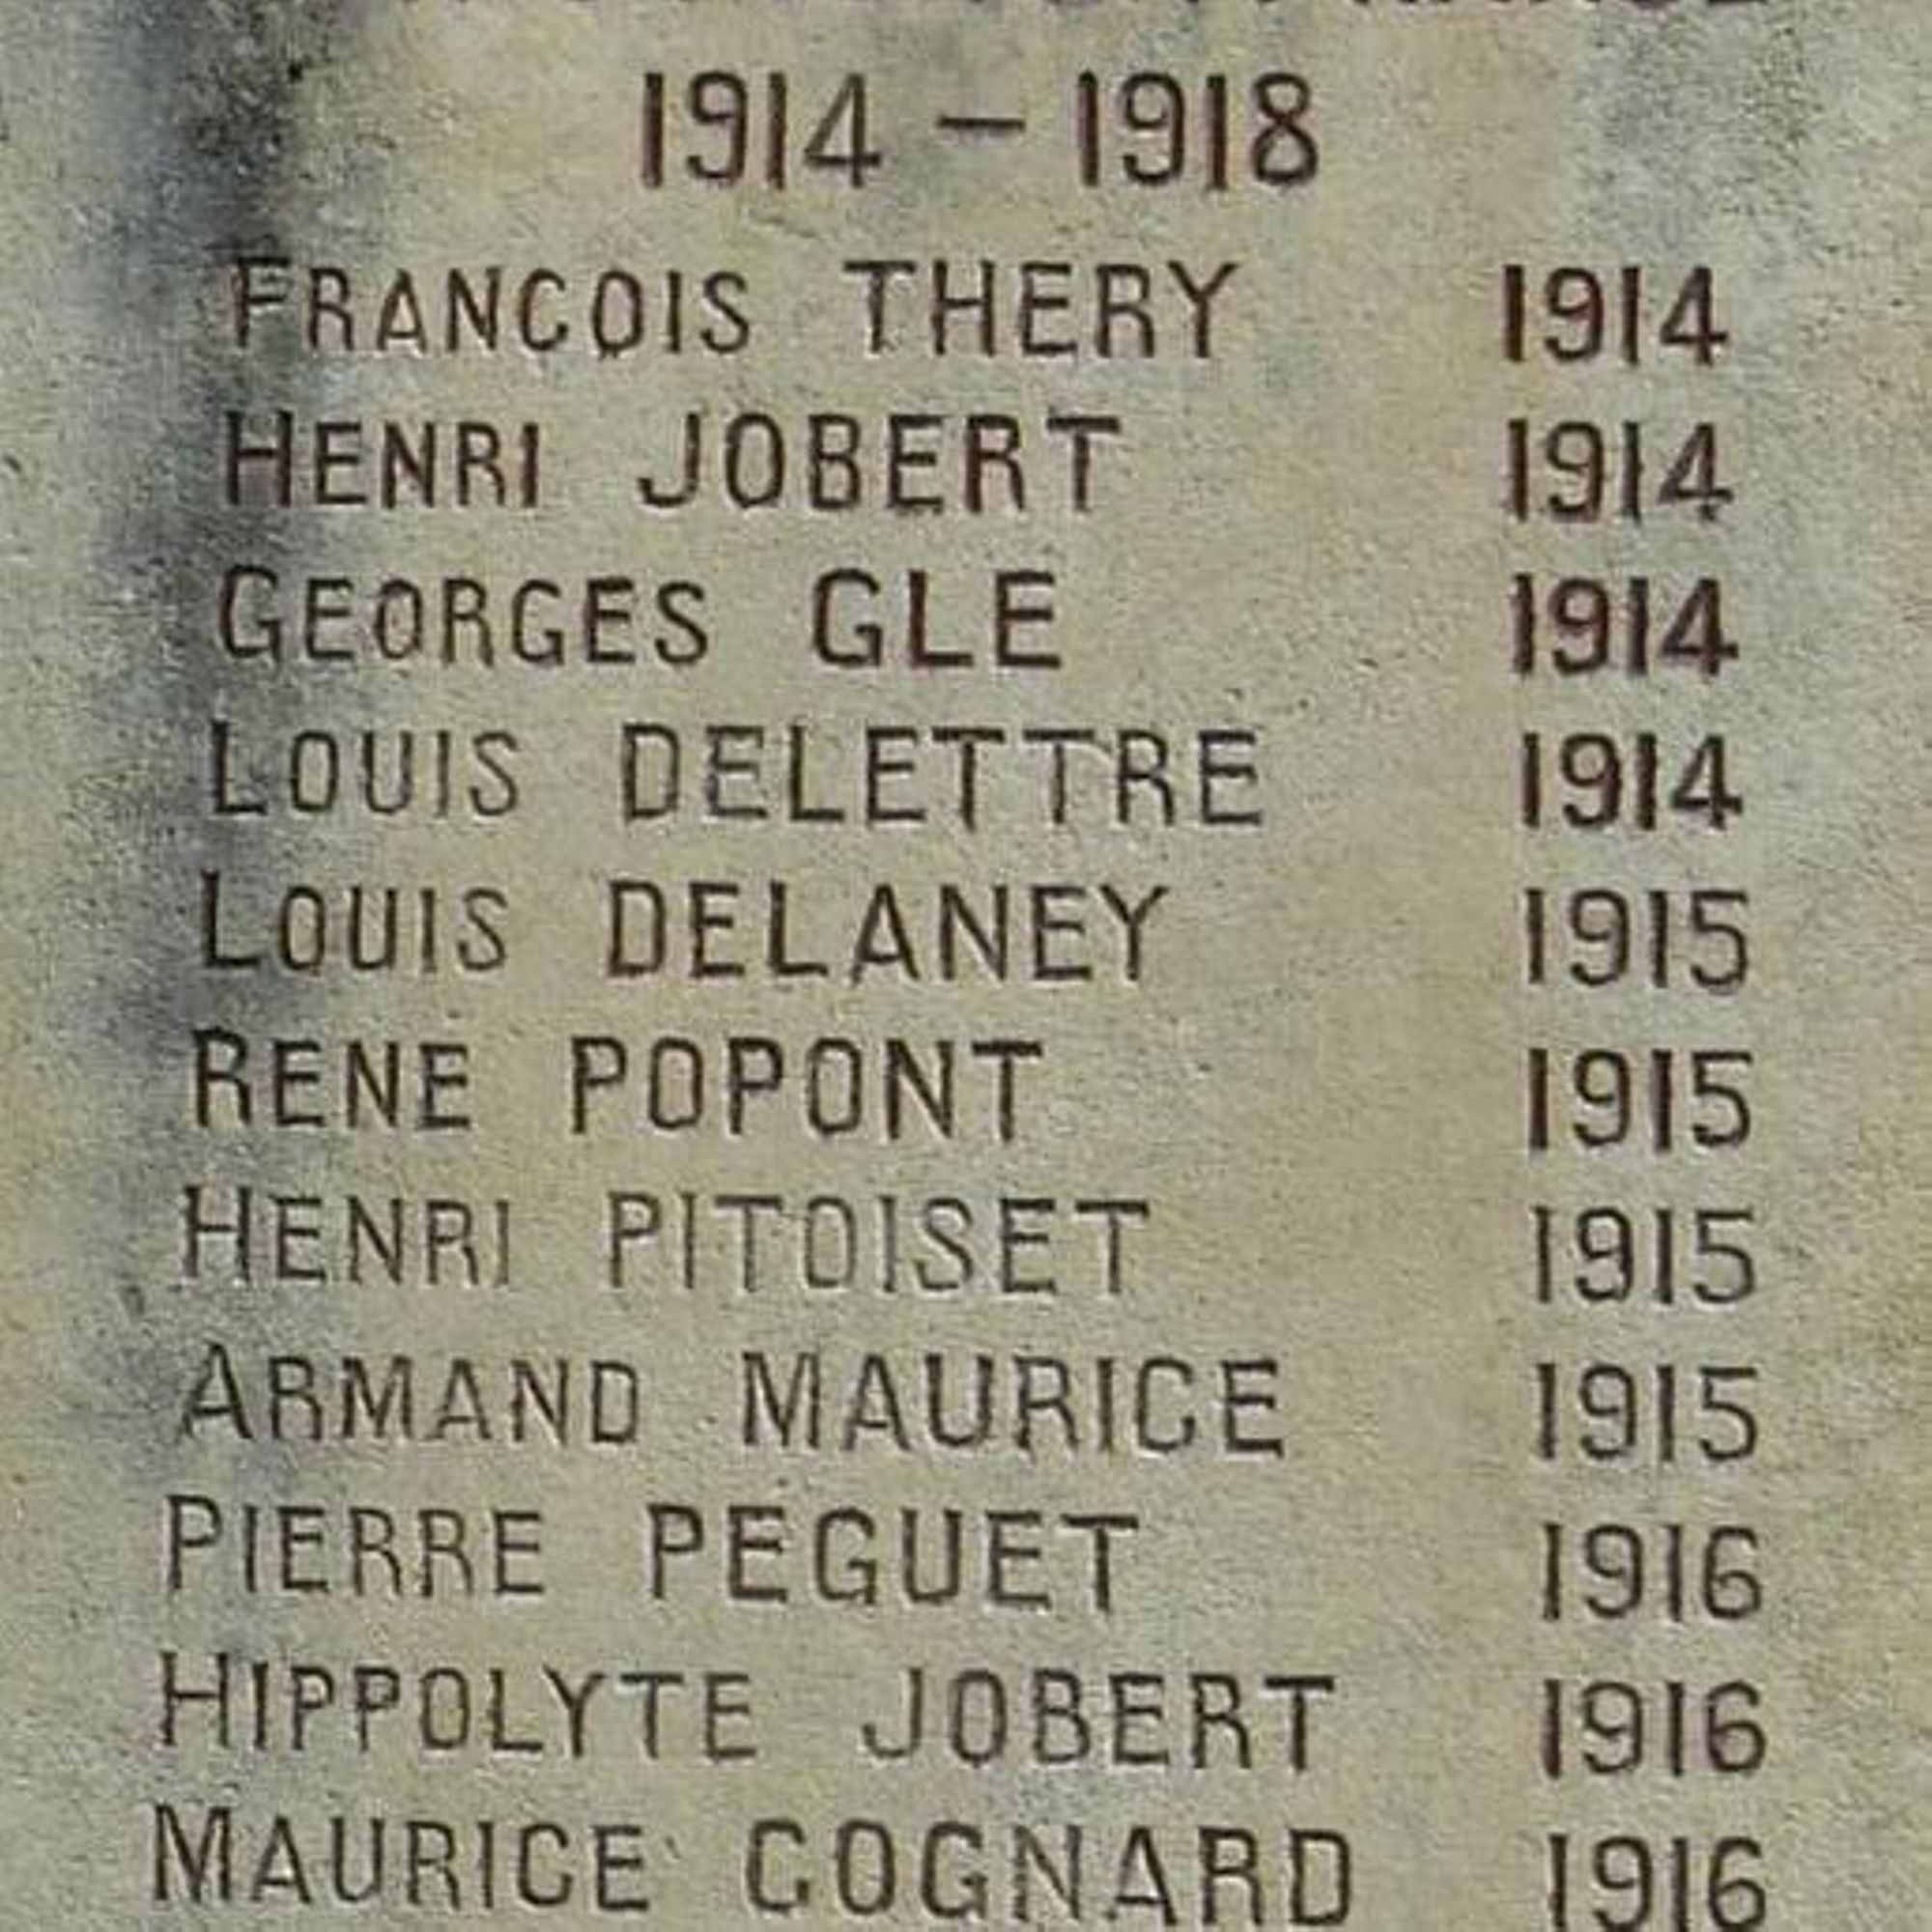 1914 – 1918
FRANCOIS THERY 1914
HENRI JOBERT 1914
GEORGES GLE 1914
LOUIS DELETTRE 1914
LOUIS DELANEY 1915
RENE POPONT 1915
HENRI PITOISET 1915
ARMAND MAURICE 1915
PIERRE PEGUET 1916
HIPPOLYTE JOBERT 1916
MAURICE COGNARD 1916